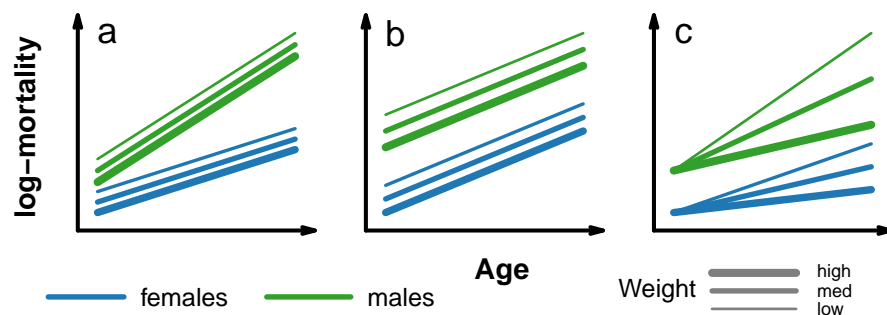 a
b
c
log−mortality
Age
females
males
Weight
high
med
low